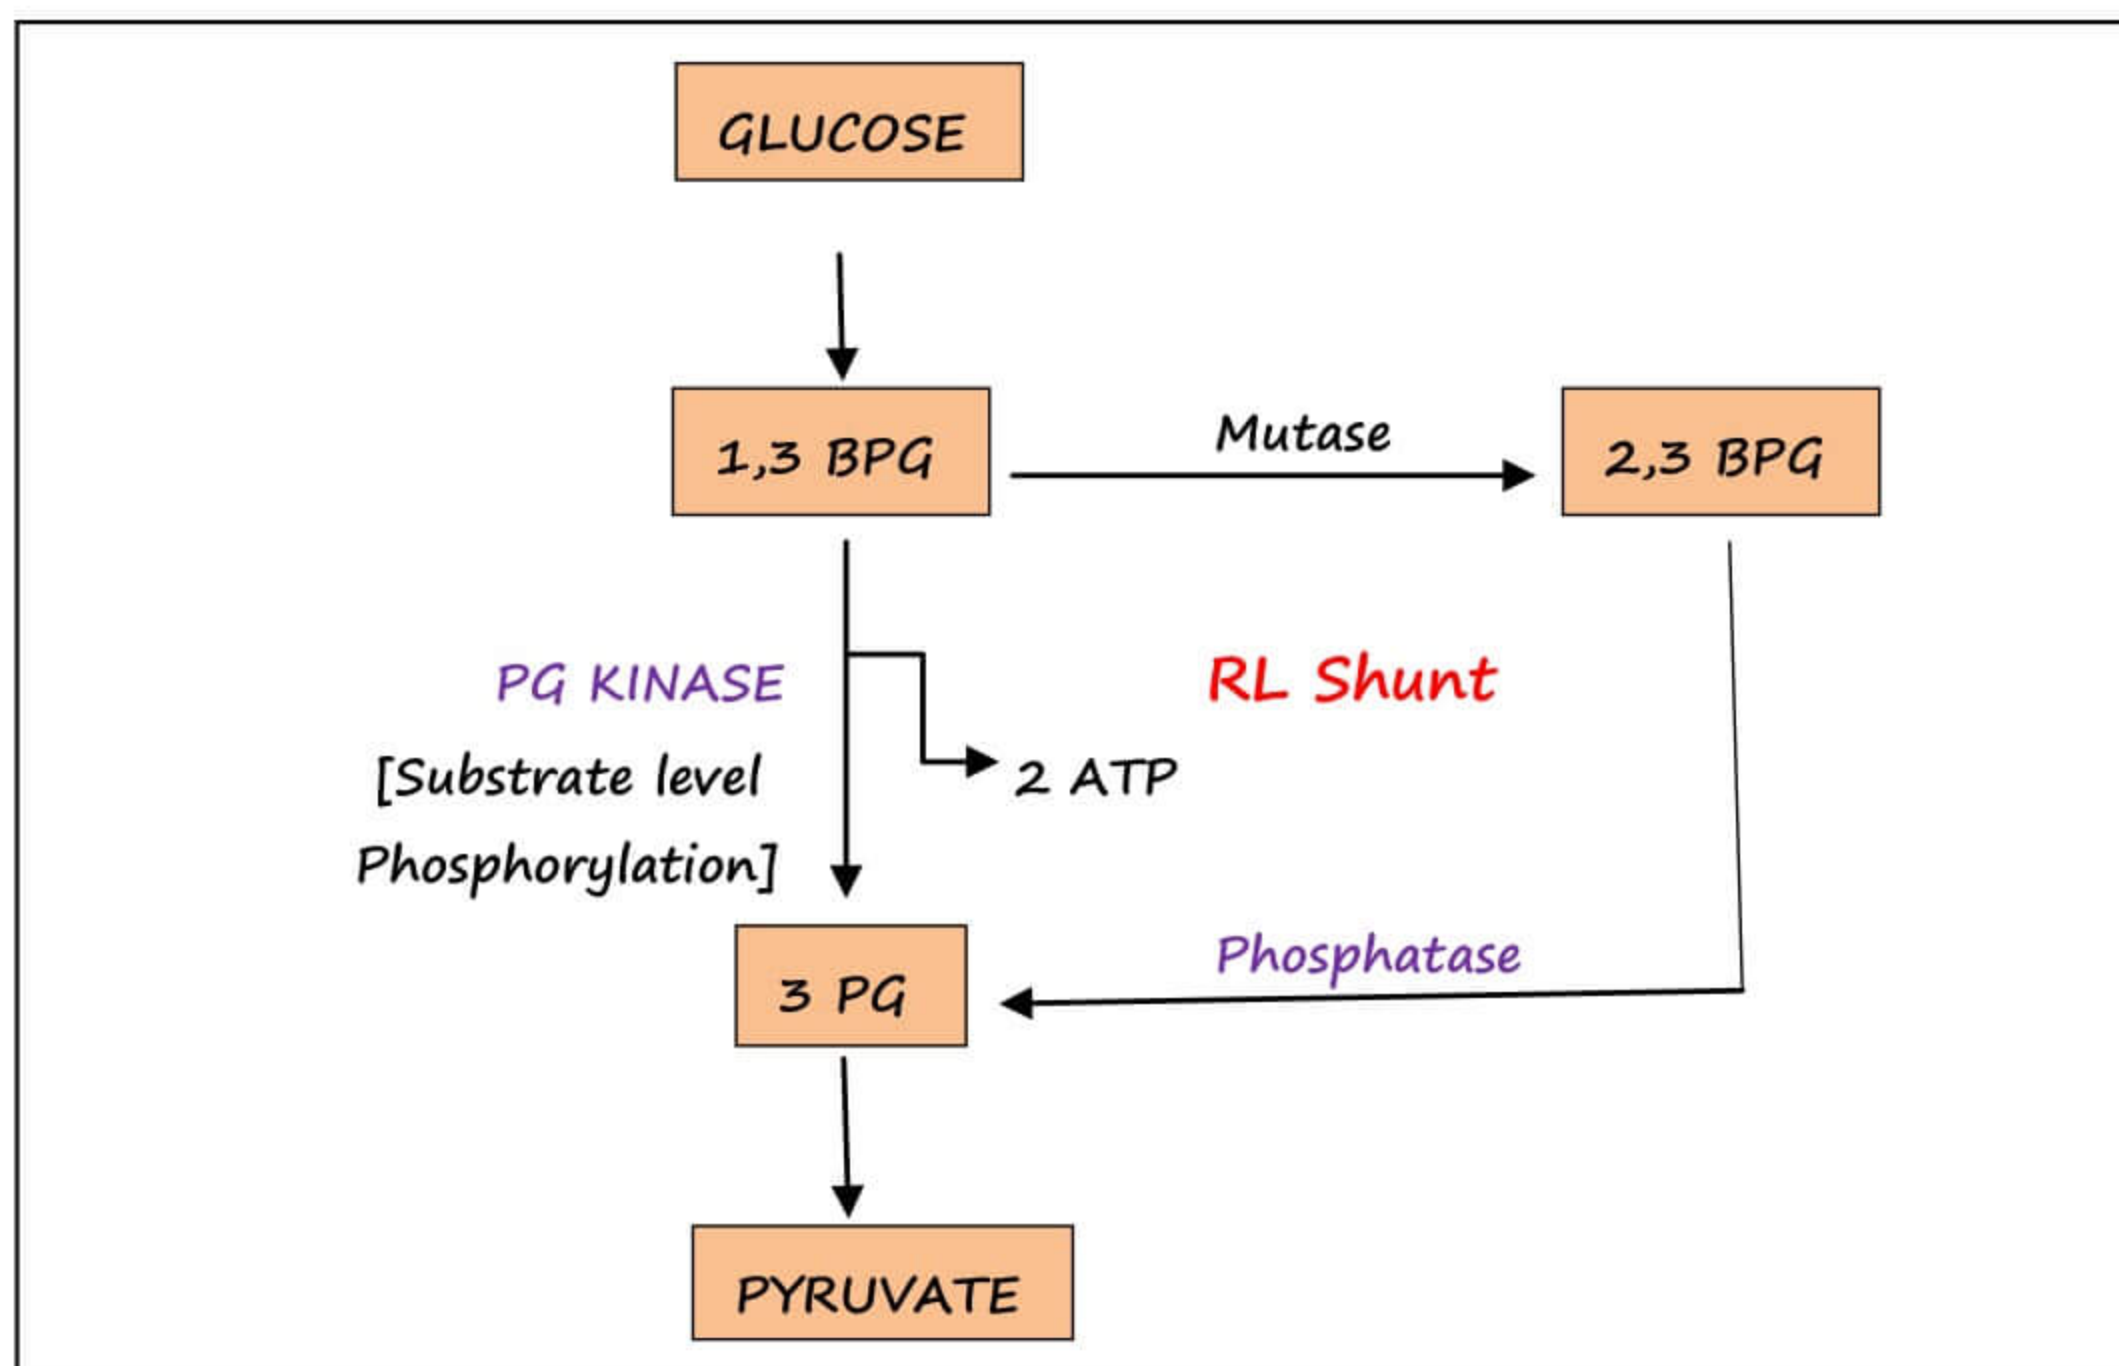 GLUCOSE
1,3 BPG
Mutase
2,3 BPG
PG KINASE
[Substrate level
Phosphorylation]
2 ATP
RL Shunt
3 PG
Phosphatase
PYRUVATE